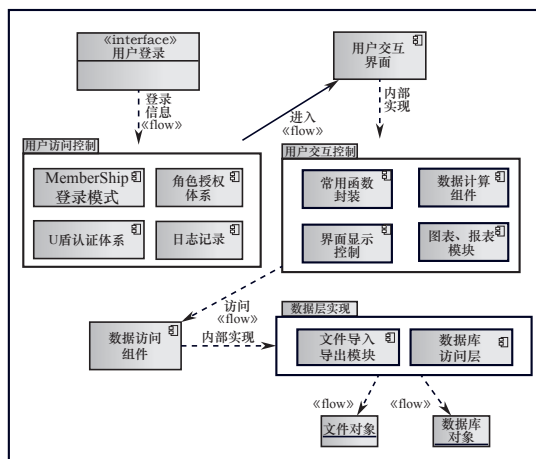 «interface»
用户登录
用户交互
界面
登录
信息
«flow»
进入
«flow»
内部
实现
用户访问控制
MemberShip
登录模式
角色授权
体系
U盾认证体系
日志记录
用户交互控制
常用函数
封装
数据计算
组件
界面显示
控制
图表、报表
模块
访问
«flow»
数据层实现
数据访问
组件
内部实现
文件导入
导出模块
数据库
访问层
«flow»
«flow»
文件对象
数据库
对象